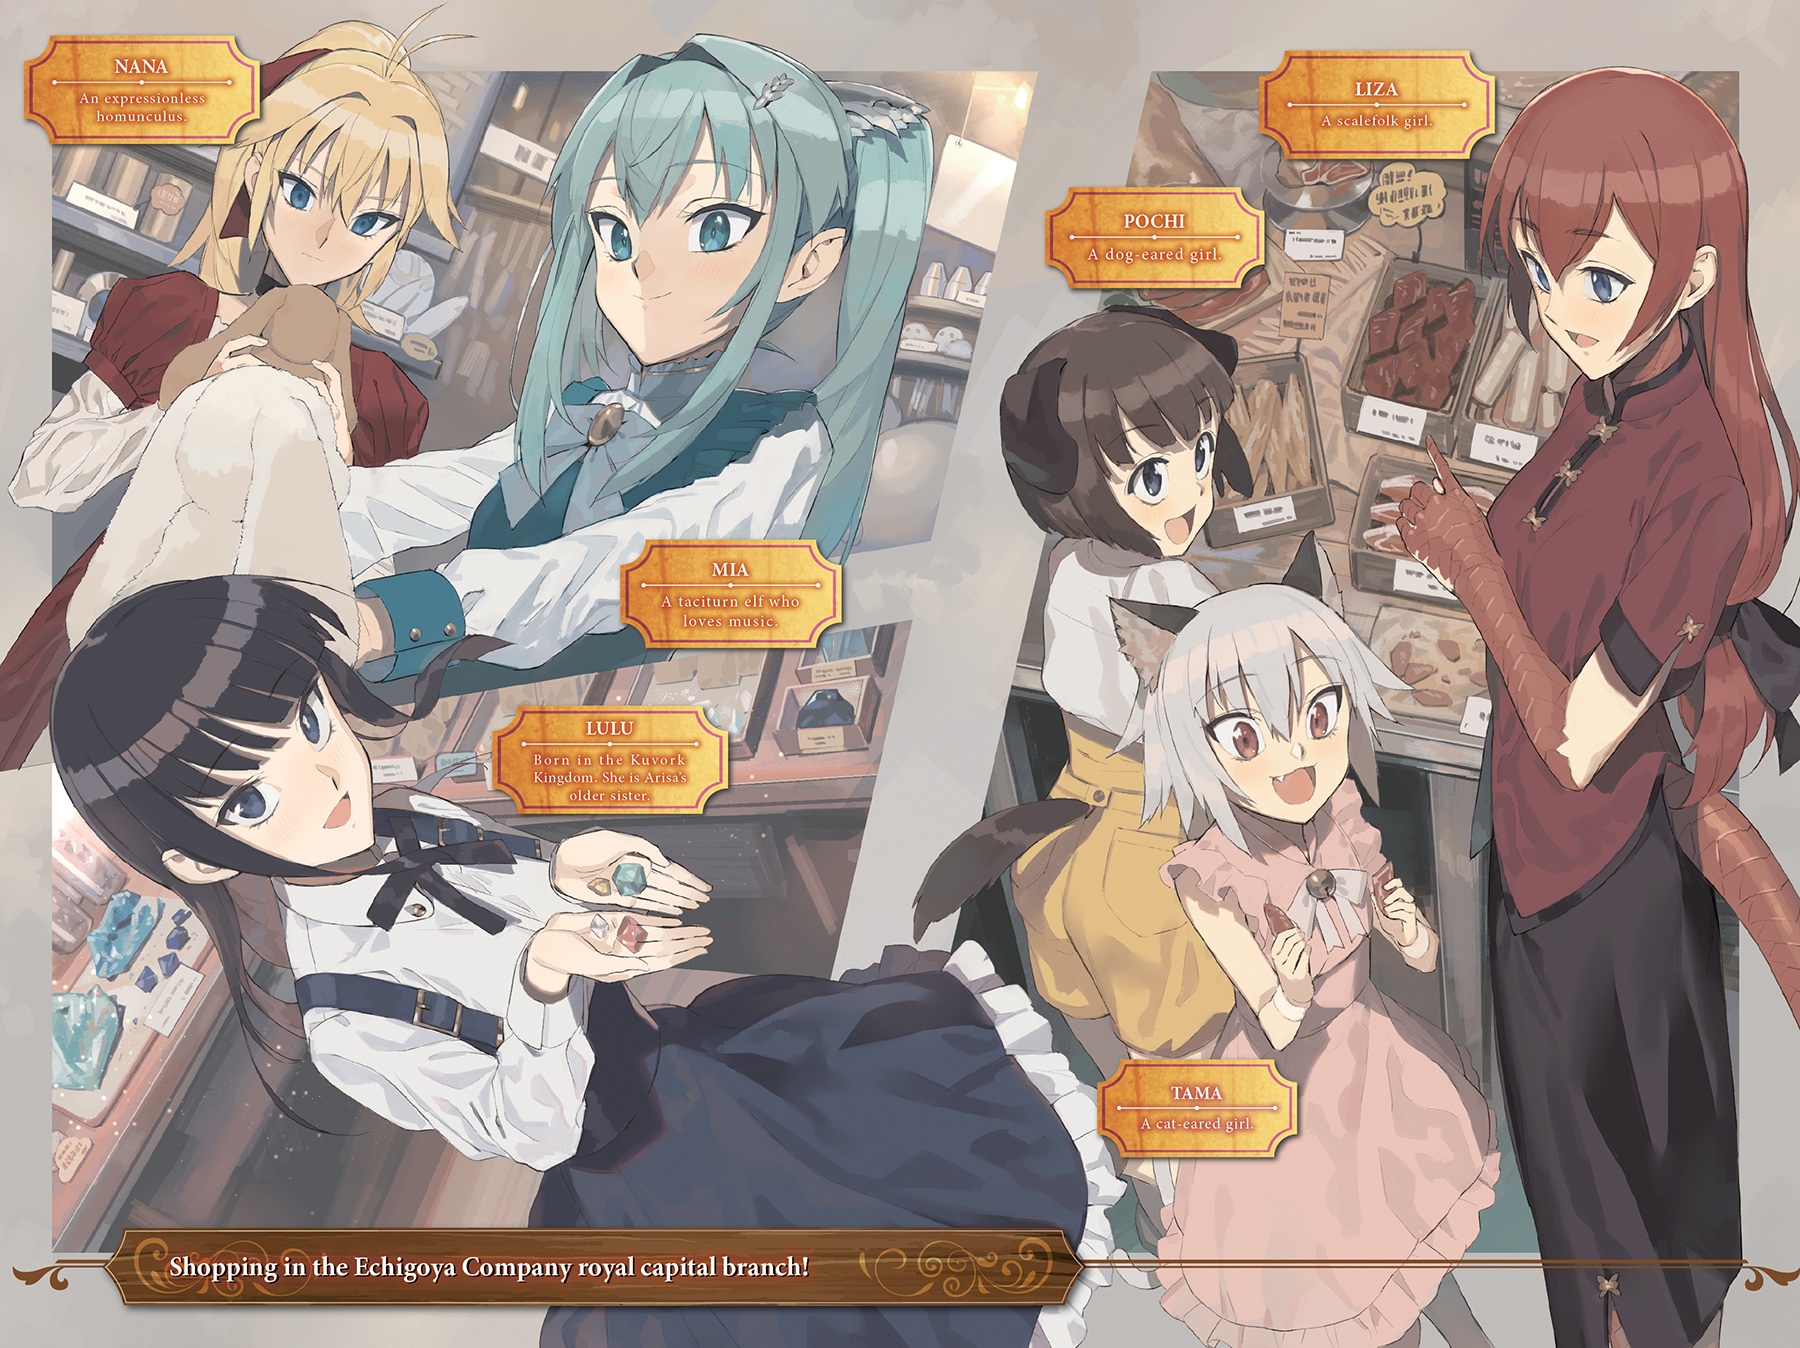 NANA
An expressionless
homunculus.
MIA
A taciturn elf who
loves music.
LULU
Born in the Kuvork
Kingdom. She is Arisa's
older sister.
LIZA
A scalefolk girl.
POCHI
A dog-eared girl.
TAMA
A cat-eared girl.
Shopping in the Echigoya Company royal capital branch!